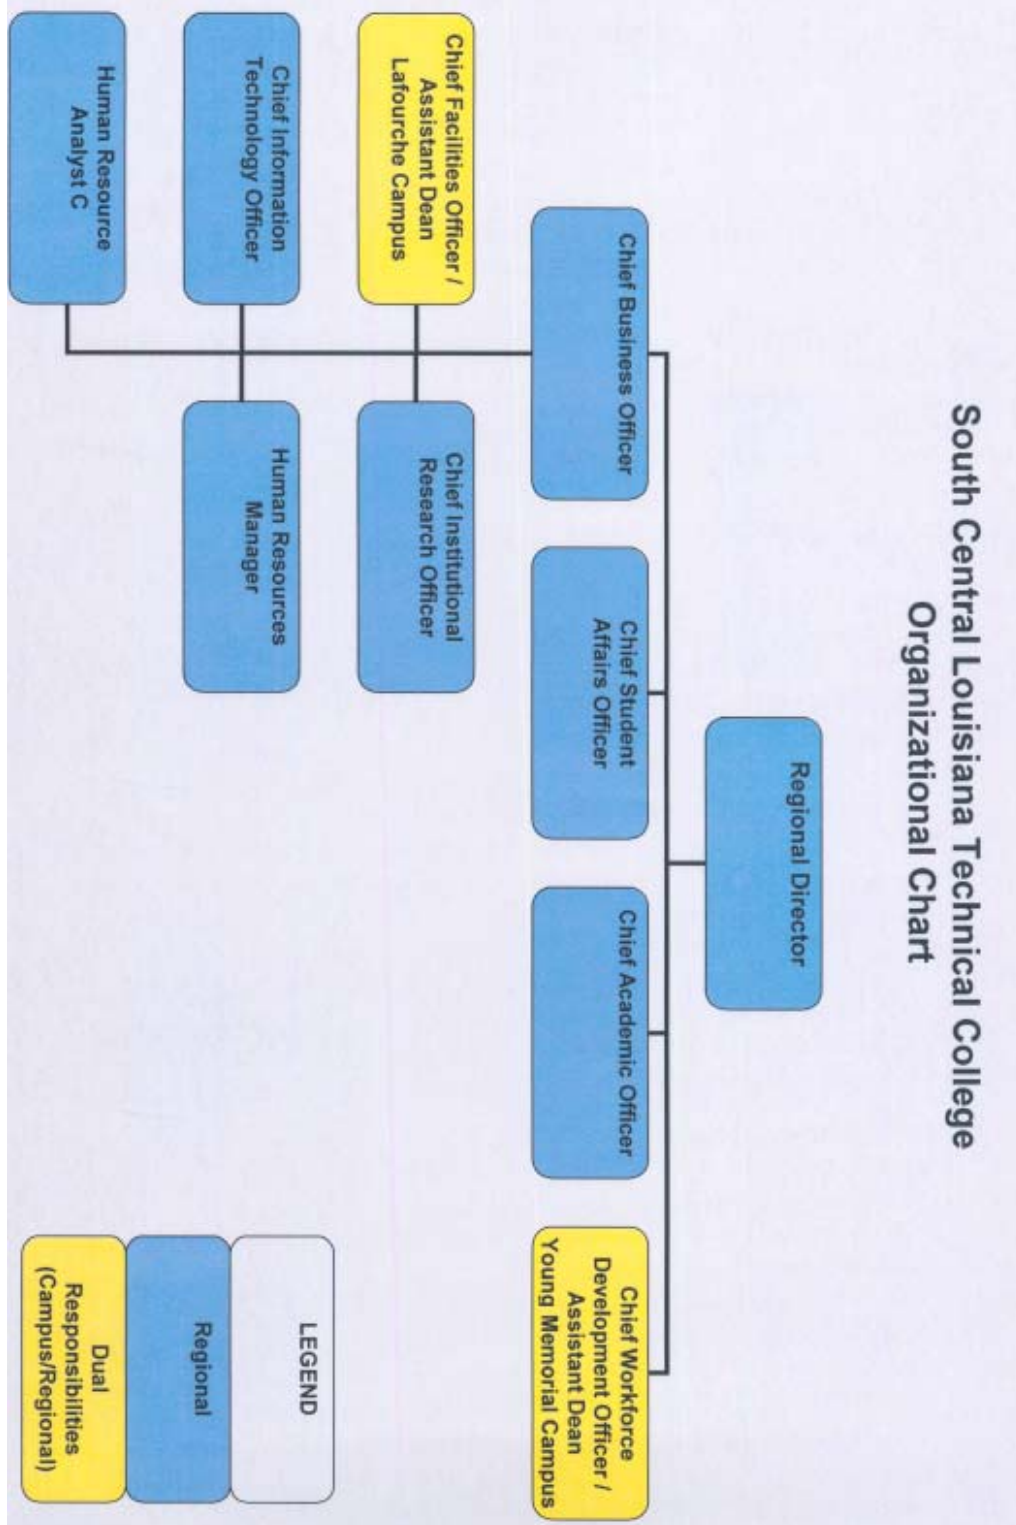 South Central Louisiana Technical College
Organizational Chart
Regional Director
Chief Business Officer
Chief Student
Affairs Officer
Chief Academic Officer
Chief Workforce
Development Officer /
Assistant Dean
Young Memorial Campus
Chief Facilities Officer /
Assistant Dean
Lafourche Campus
Chief Institutional
Research Officer
Chief Information
Technology Officer
Human Resources
Manager
Human Resource
Analyst C
LEGEND
Regional
Dual
Responsibilities
(Campus/Regional)